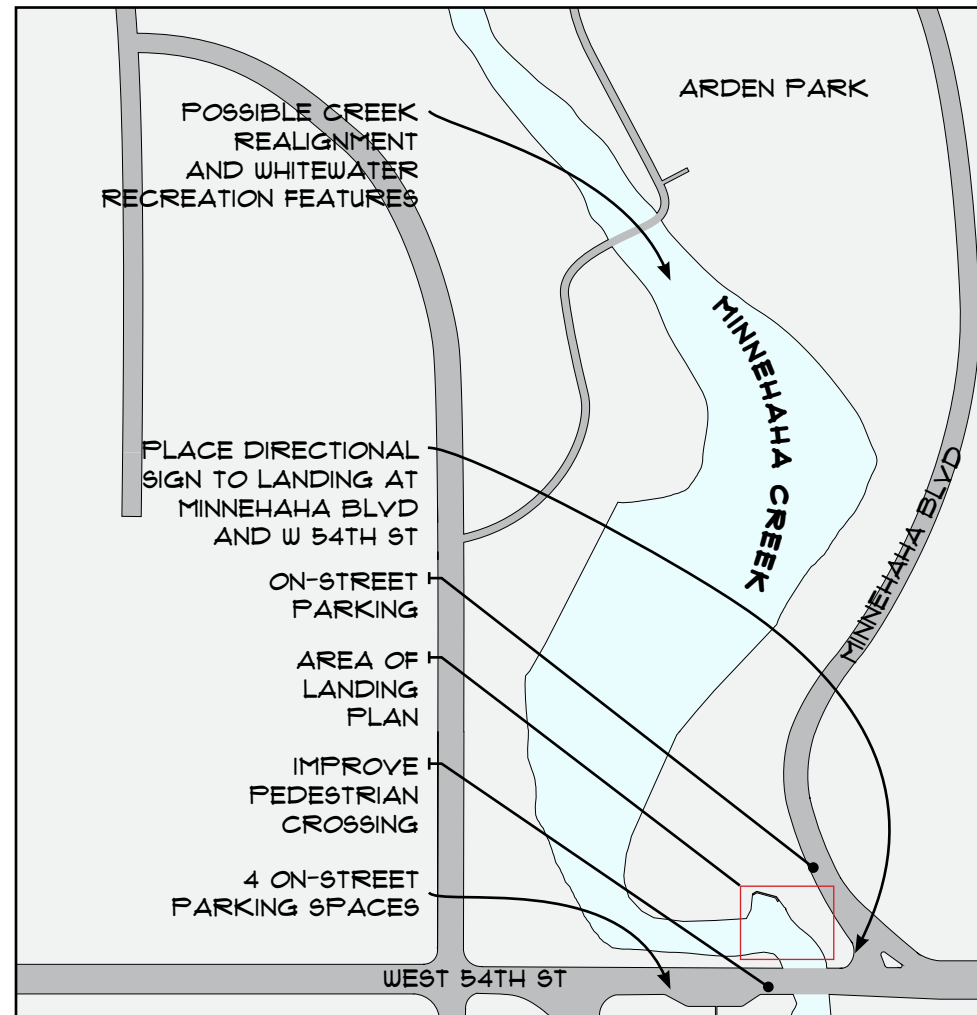 ARDEN PARK
POSSIBLE CREEK
REALIGNMENT
AND WHITEWATER
RECREATION FEATURES
MINNEHAHA CREEK
PLACE DIRECTIONAL
SIGN TO LANDING AT
MINNEHAHA BLVD
AND W 54TH ST
MINNEHAHA BLVD
ON-STREET
PARKING
AREA OF
LANDING
PLAN
IMPROVE
PEDESTRIAN
CROSSING
4 ON-STREET
PARKING SPACES
WEST 54TH ST